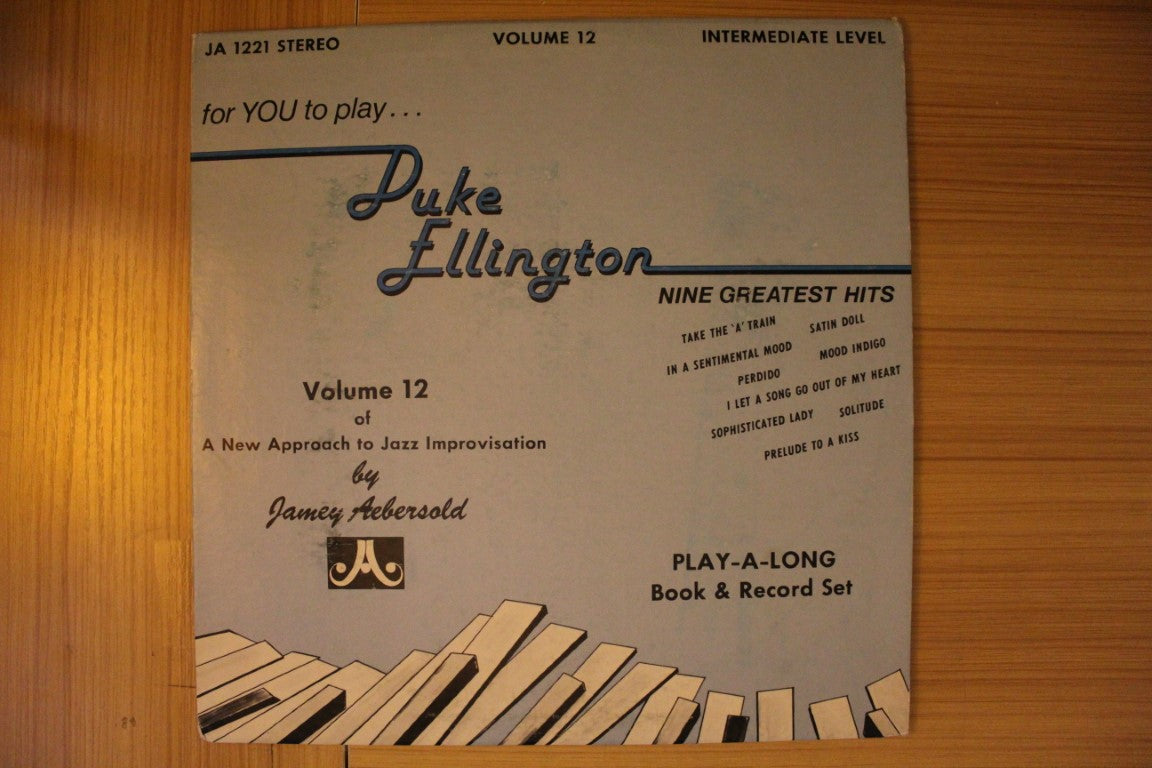 JA 1221 STEREO VOLUME 12 INTERMEDIATE LEVEL
for YOU to play...
Duke
Ellington
NINE GREATEST HITS
TAKE THE 'A' TRAIN SATIN DOLL
IN A SENTIMENTAL MOOD MOOD INDIGO
PERDIDO
I LET A SONG GO OUT OF MY HEART
SOPHISTICATED LADY SOLITUDE
PRELUDE TO A KISS
Volume 12
of
A New Approach to Jazz Improvisation
by
Jamey Aebersold
JA
PLAY-A-LONG
Book & Record Set